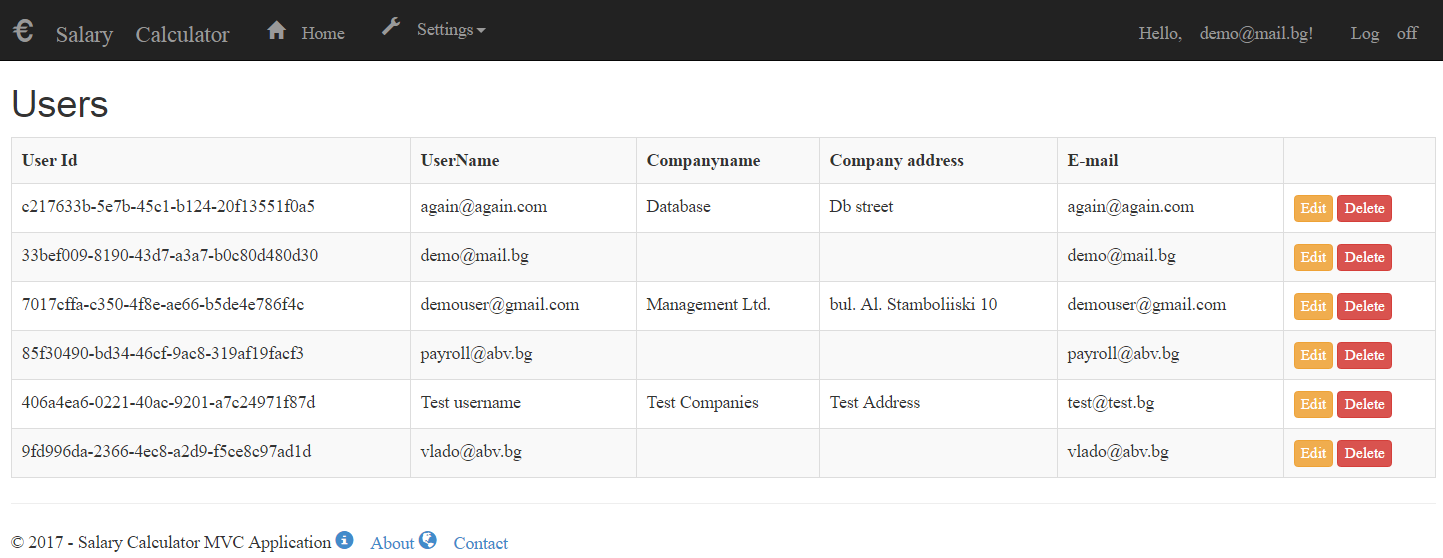 € Salary Calculator Home Settings Hello, demo@mail.bg! Log off
Users
User Id UserName Companyname Company address E-mail
c217633b-5e7b-45c1-b124-20f13551f0a5 again@again.com Database Db street again@again.com Edit Delete
33bef009-8190-43d7-a3a7-b0c80d480d30 demo@mail.bg demo@mail.bg Edit Delete
7017cffa-c350-4f8e-ae66-b5de4e786f4c demouser@gmail.com Management Ltd. bul. Al. Stamboliiski 10 demouser@gmail.com Edit Delete
85f30490-bd34-46cf-9ac8-319af19facf3 payroll@abv.bg payroll@abv.bg Edit Delete
406a4ea6-0221-40ac-9201-a7c24971f87d Test username Test Companies Test Address test@test.bg Edit Delete
9fd996da-2366-4ec8-a2d9-f5ce8c97ad1d vlado@abv.bg vlado@abv.bg Edit Delete
© 2017 - Salary Calculator MVC Application About Contact